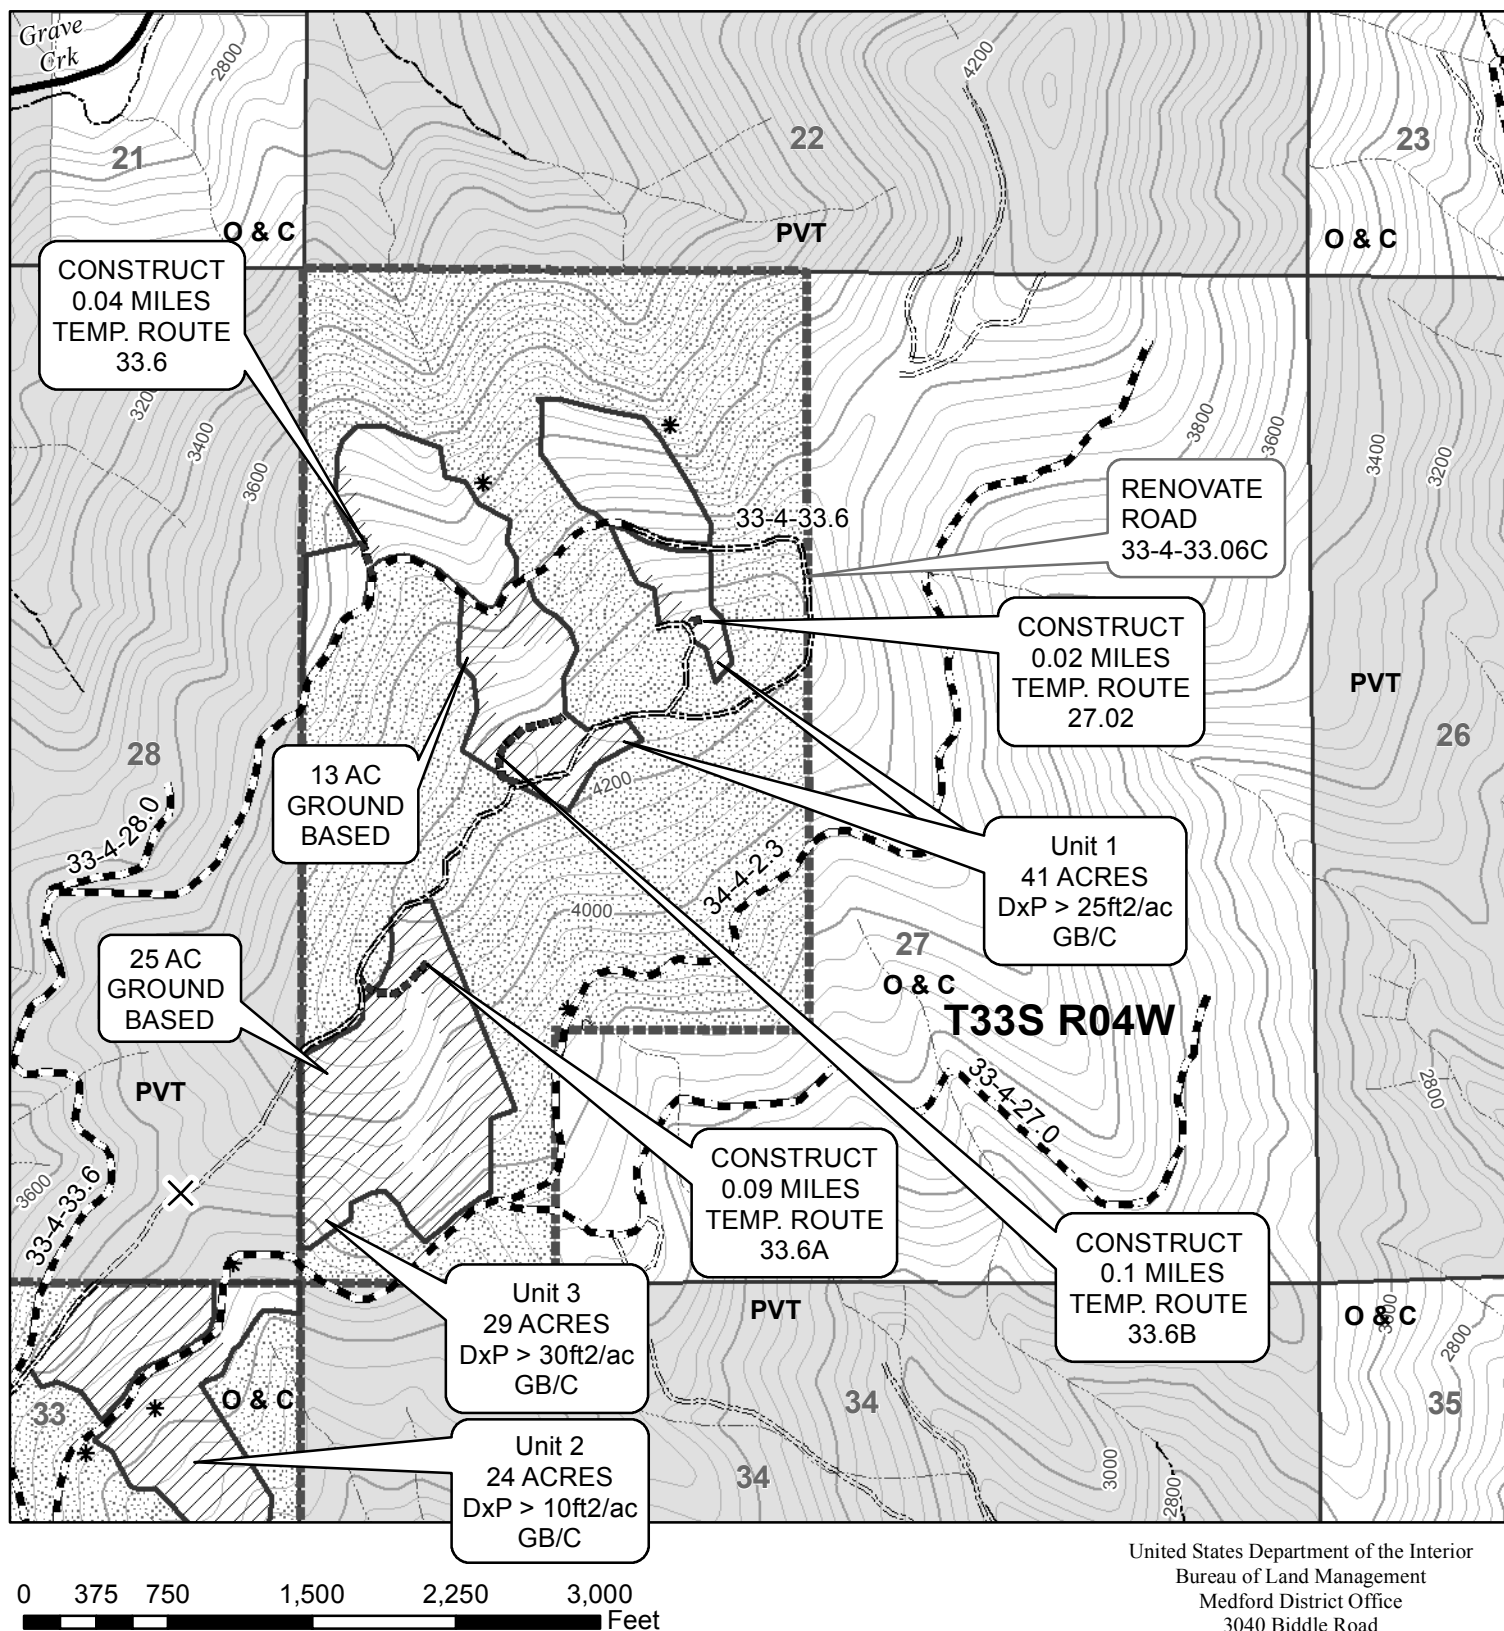 Grave
Crk
2800
21
O & C
22
4200
PVT
23
O & C
CONSTRUCT
0.04 MILES
TEMP. ROUTE
33.6
3200
3400
3600
33-4-33.6
3800
3600
3400
3200
RENOVATE
ROAD
33-4-33.06C
CONSTRUCT
0.02 MILES
TEMP. ROUTE
27.02
PVT
26
28
33-4-28.0
13 AC
GROUND
BASED
4200
34-4-2.3
Unit 1
41 ACRES
DxP > 25ft2/ac
GB/C
4000
25 AC
GROUND
BASED
27
O & C
T33S R04W
33-4-27.0
2800
PVT
3600
33-4-33.6
CONSTRUCT
0.09 MILES
TEMP. ROUTE
33.6A
CONSTRUCT
0.1 MILES
TEMP. ROUTE
33.6B
Unit 3
29 ACRES
DxP > 30ft2/ac
GB/C
PVT
O & C
3000
2800
33
O & C
34
35
Unit 2
24 ACRES
DxP > 10ft2/ac
GB/C
34
3000
2800
0 375 750 1,500 2,250 3,000
Feet
United States Department of the Interior
Bureau of Land Management
Medford District Office
3040 Biddle Road